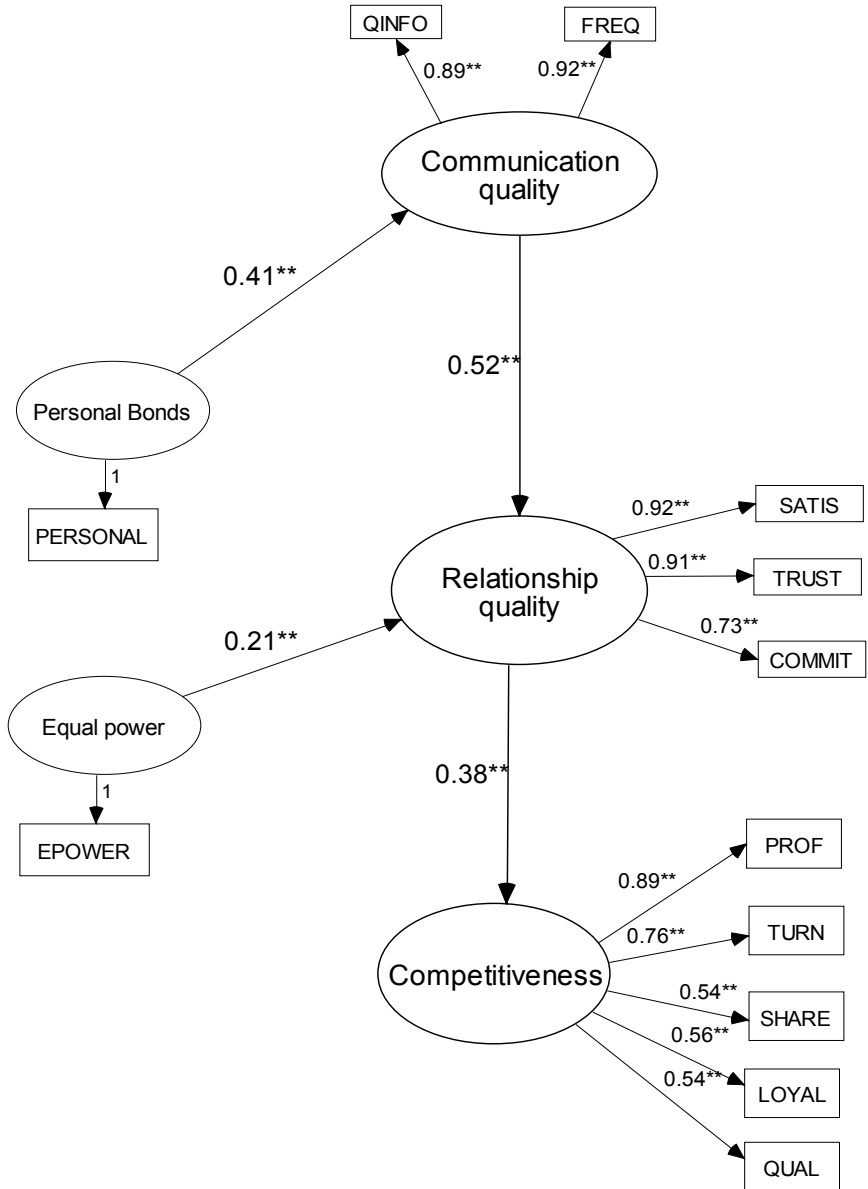 QINFO
FREQ
0.89**
0.92**
Communication
quality
0.41**
0.52**
Personal Bonds
1
PERSONAL
0.92**
SATIS
Relationship
quality
0.91**
TRUST
0.73**
COMMIT
0.21**
Equal power
1
EPOWER
0.38**
PROF
0.89**
0.76**
TURN
Competitiveness
0.54**
SHARE
0.56**
0.54**
LOYAL
QUAL